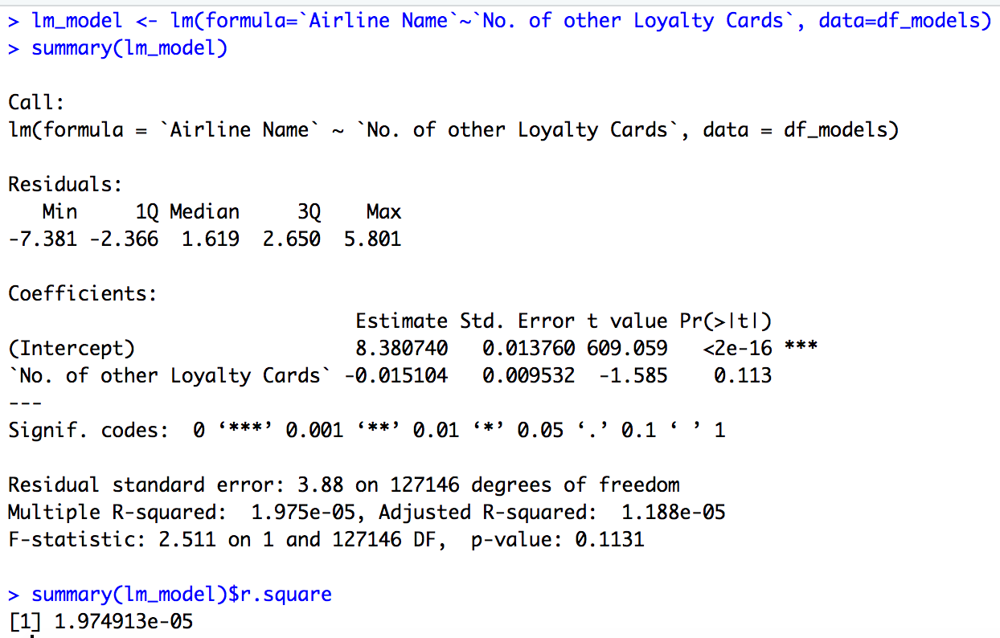 > lm_model <- lm(formula=`Airline Name`~`No. of other Loyalty Cards`, data=df_models)
> summary(lm_model)
Call:
lm(formula = `Airline Name` ~ `No. of other Loyalty Cards`, data = df_models)
Residuals:
   Min     1Q Median     3Q    Max
-7.381 -2.366  1.619  2.650  5.801
Coefficients:
                              Estimate Std. Error t value Pr(>|t|)
(Intercept)                   8.380740   0.013760 609.059   <2e-16 ***
`No. of other Loyalty Cards` -0.015104   0.009532  -1.585    0.113
---
Signif. codes:  0 ‘***’ 0.001 ‘**’ 0.01 ‘*’ 0.05 ‘.’ 0.1 ‘ ’ 1
Residual standard error: 3.88 on 127146 degrees of freedom
Multiple R-squared:  1.975e-05, Adjusted R-squared:  1.188e-05
F-statistic: 2.511 on 1 and 127146 DF,  p-value: 0.1131
> summary(lm_model)$r.square
[1] 1.974913e-05